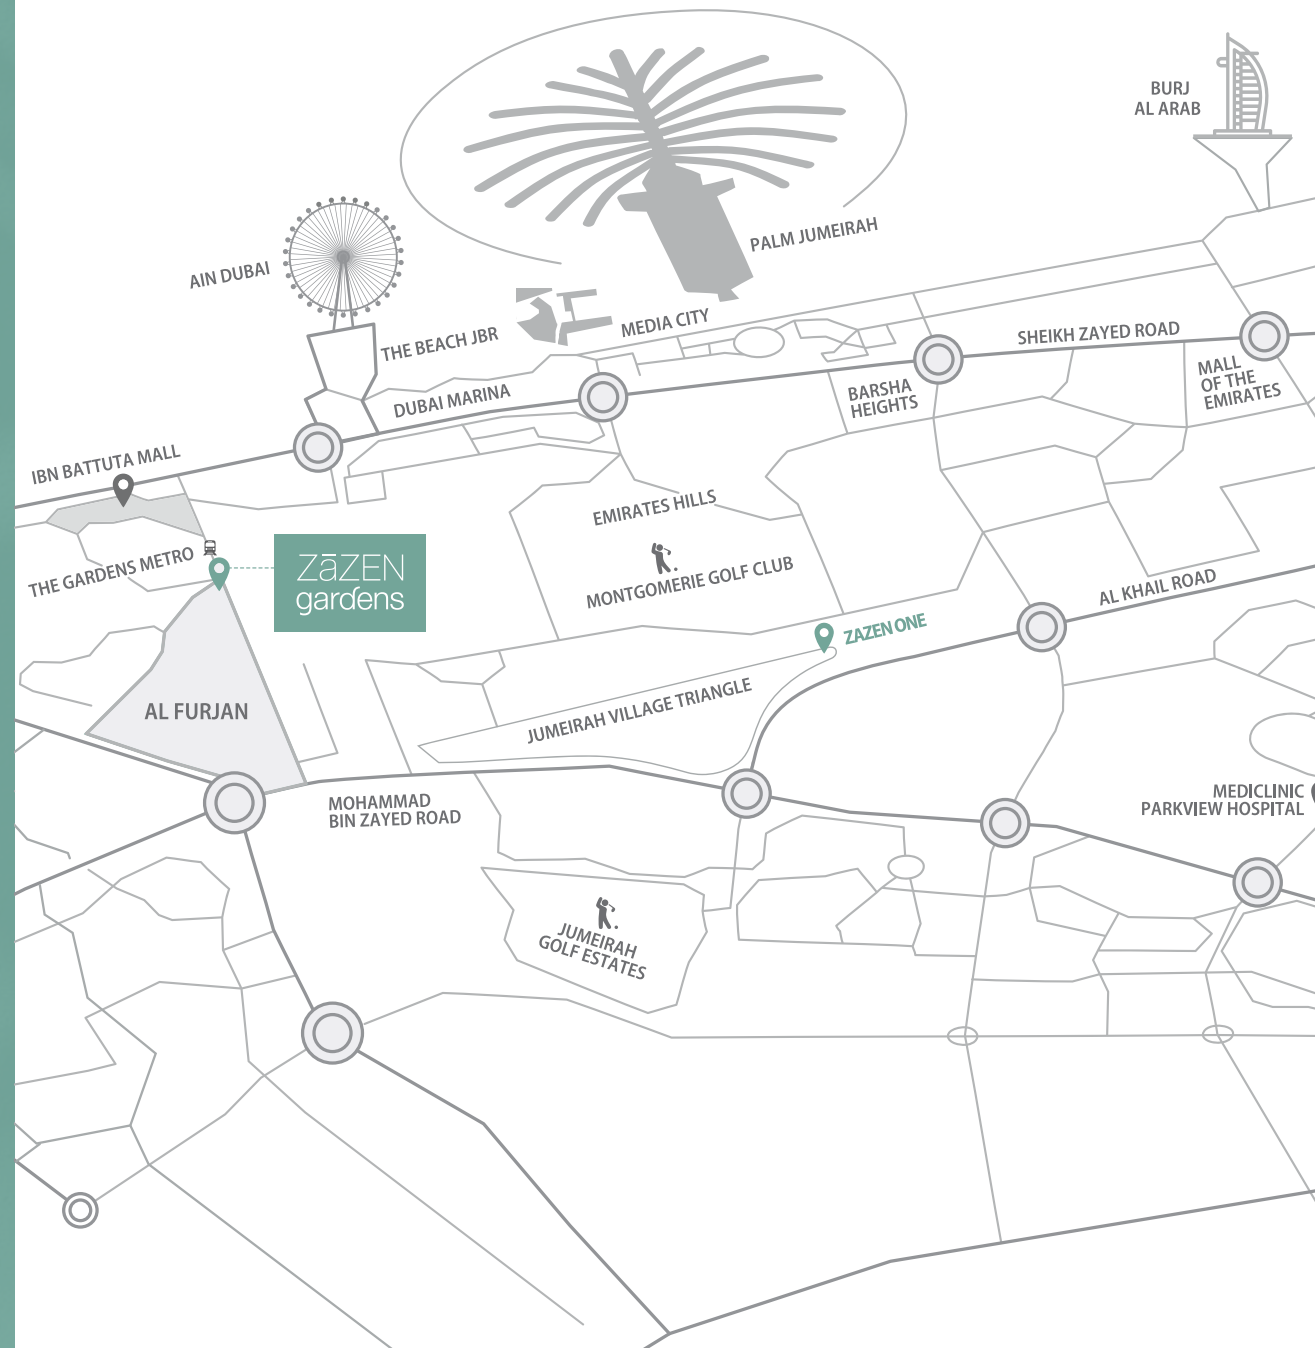 BURJ
AL ARAB
PALM JUMEIRAH
AIN DUBAI
THE BEACH JBR
MEDIA CITY
SHEIKH ZAYED ROAD
MALL
OF THE
EMIRATES
DUBAI MARINA
BARSHA
HEIGHTS
IBN BATTUTA MALL
EMIRATES HILLS
THE GARDENS METRO
ZāZEN
gardens
MONTGOMERIE GOLF CLUB
AL KHAIL ROAD
ZAZEN ONE
AL FURJAN
JUMEIRAH VILLAGE TRIANGLE
MOHAMMAD
BIN ZAYED ROAD
MEDICLINIC
PARKVIEW HOSPITAL
JUMEIRAH
GOLF ESTATES